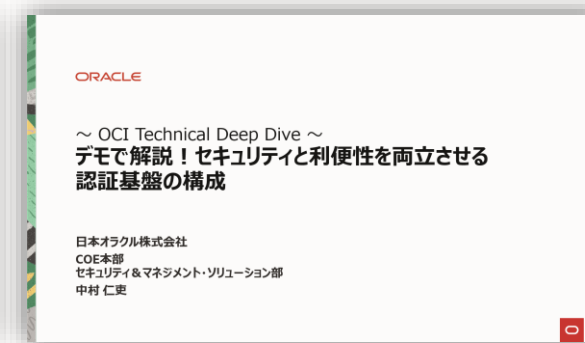 ORACLE
～ OCI Technical Deep Dive ～
デモで解説！セキュリティと利便性を両立させる
認証基盤の構成
日本オラクル株式会社
COE本部
セキュリティ＆マネジメント・ソリューション部
中村 仁吏